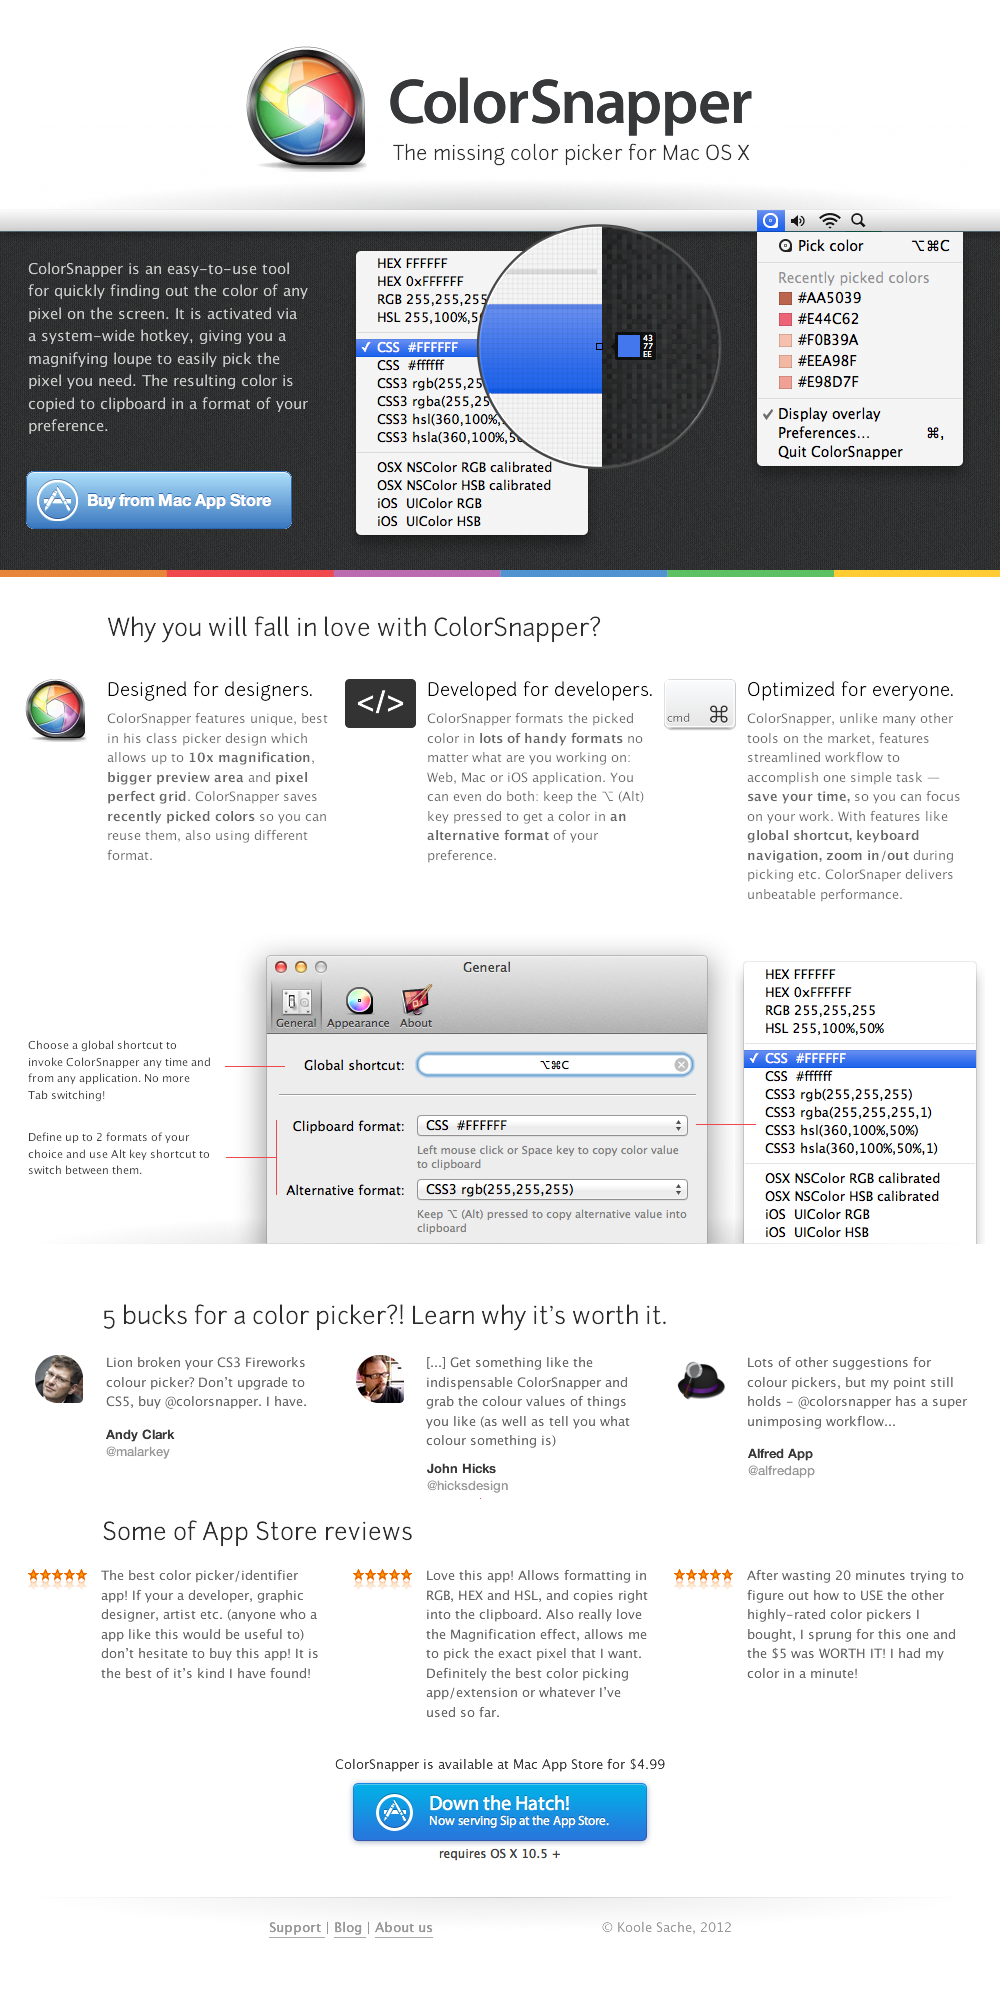 ColorSnapper
The missing color picker for Mac OS X
ColorSnapper is an easy-to-use tool
for quickly finding out the color of any
pixel on the screen. It is activated via
a system-wide hotkey, giving you a
magnifying loupe to easily pick the
pixel you need. The resulting color is
copied to clipboard in a format of your
preference.
Buy from Mac App Store
HEX FFFFFF
HEX 0xFFFFFF
RGB 255,255,255
HSL 255,100%,5
✓ CSS #FFFFFF
CSS #ffffff
CSS3 rgb(255,25
CSS3 rgba(255,25
CSS3 hsl(360,100%,
CSS3 hsla(360,100%,50
OSX NSColor RGB calibrated
OSX NSColor HSB calibrated
iOS UIColor RGB
iOS UIColor HSB
43
77
EE
Pick color ⌥⌘C
Recently picked colors
#AA5039
#E44C62
#F0B39A
#EEA98F
#E98D7F
✓ Display overlay
Preferences... ⌘,
Quit ColorSnapper
Why you will fall in love with ColorSnapper?
Designed for designers.
ColorSnapper features unique, best
in his class picker design which
allows up to 10x magnification,
bigger preview area and pixel
perfect grid. ColorSnapper saves
recently picked colors so you can
reuse them, also using different
format.
</>
Developed for developers.
ColorSnapper formats the picked
color in lots of handy formats no
matter what are you working on:
Web, Mac or iOS application. You
can even do both: keep the ⌥ (Alt)
key pressed to get a color in an
alternative format of your
preference.
cmd ⌘
Optimized for everyone.
ColorSnapper, unlike many other
tools on the market, features
streamlined workflow to
accomplish one simple task —
save your time, so you can focus
on your work. With features like
global shortcut, keyboard
navigation, zoom in/out during
picking etc. ColorSnaper delivers
unbeatable performance.
Choose a global shortcut to
invoke ColorSnapper any time and
from any application. No more
Tab switching!
Define up to 2 formats of your
choice and use Alt key shortcut to
switch between them.
General
General Appearance About
Global shortcut: ⌥⌘C
Clipboard format: CSS #FFFFFF
Left mouse click or Space key to copy color value
to clipboard
Alternative format: CSS3 rgb(255,255,255)
Keep ⌥ (Alt) pressed to copy alternative value into
clipboard
HEX FFFFFF
HEX 0xFFFFFF
RGB 255,255,255
HSL 255,100%,50%
✓ CSS #FFFFFF
CSS #ffffff
CSS3 rgb(255,255,255)
CSS3 rgba(255,255,255,1)
CSS3 hsl(360,100%,50%)
CSS3 hsla(360,100%,50%,1)
OSX NSColor RGB calibrated
OSX NSColor HSB calibrated
iOS UIColor RGB
iOS UIColor HSB
5 bucks for a color picker?! Learn why it's worth it.
Lion broken your CS3 Fireworks
colour picker? Don't upgrade to
CS5, buy @colorsnapper. I have.
Andy Clark
@malarkey
[...] Get something like the
indispensable ColorSnapper and
grab the colour values of things
you like (as well as tell you what
colour something is)
John Hicks
@hicksdesign
Lots of other suggestions for
colour pickers, but my point still
holds - @colorsnapper has a super
unimposing workflow...
Alfred App
@alfredapp
Some of App Store reviews
The best color picker/identifier
app! If your a developer, graphic
designer, artist etc. (anyone who a
app like this would be useful to)
don't hesitate to buy this app! It is
the best of it's kind I have found!
Love this app! Allows formatting in
RGB, HEX and HSL, and copies right
into the clipboard. Also really love
the Magnification effect, allows me
to pick the exact pixel that I want.
Definitely the best color picking
app/extension or whatever I've
used so far.
After wasting 20 minutes trying to
figure out how to USE the other
highly-rated color pickers I
bought, I sprung for this one and
the $5 was WORTH IT! I had my
color in a minute!
ColorSnapper is available at Mac App Store for $4.99
Down the Hatch!
Now serving Sip at the App Store.
requires OS X 10.5 +
Support | Blog | About us
© Koole Sache, 2012